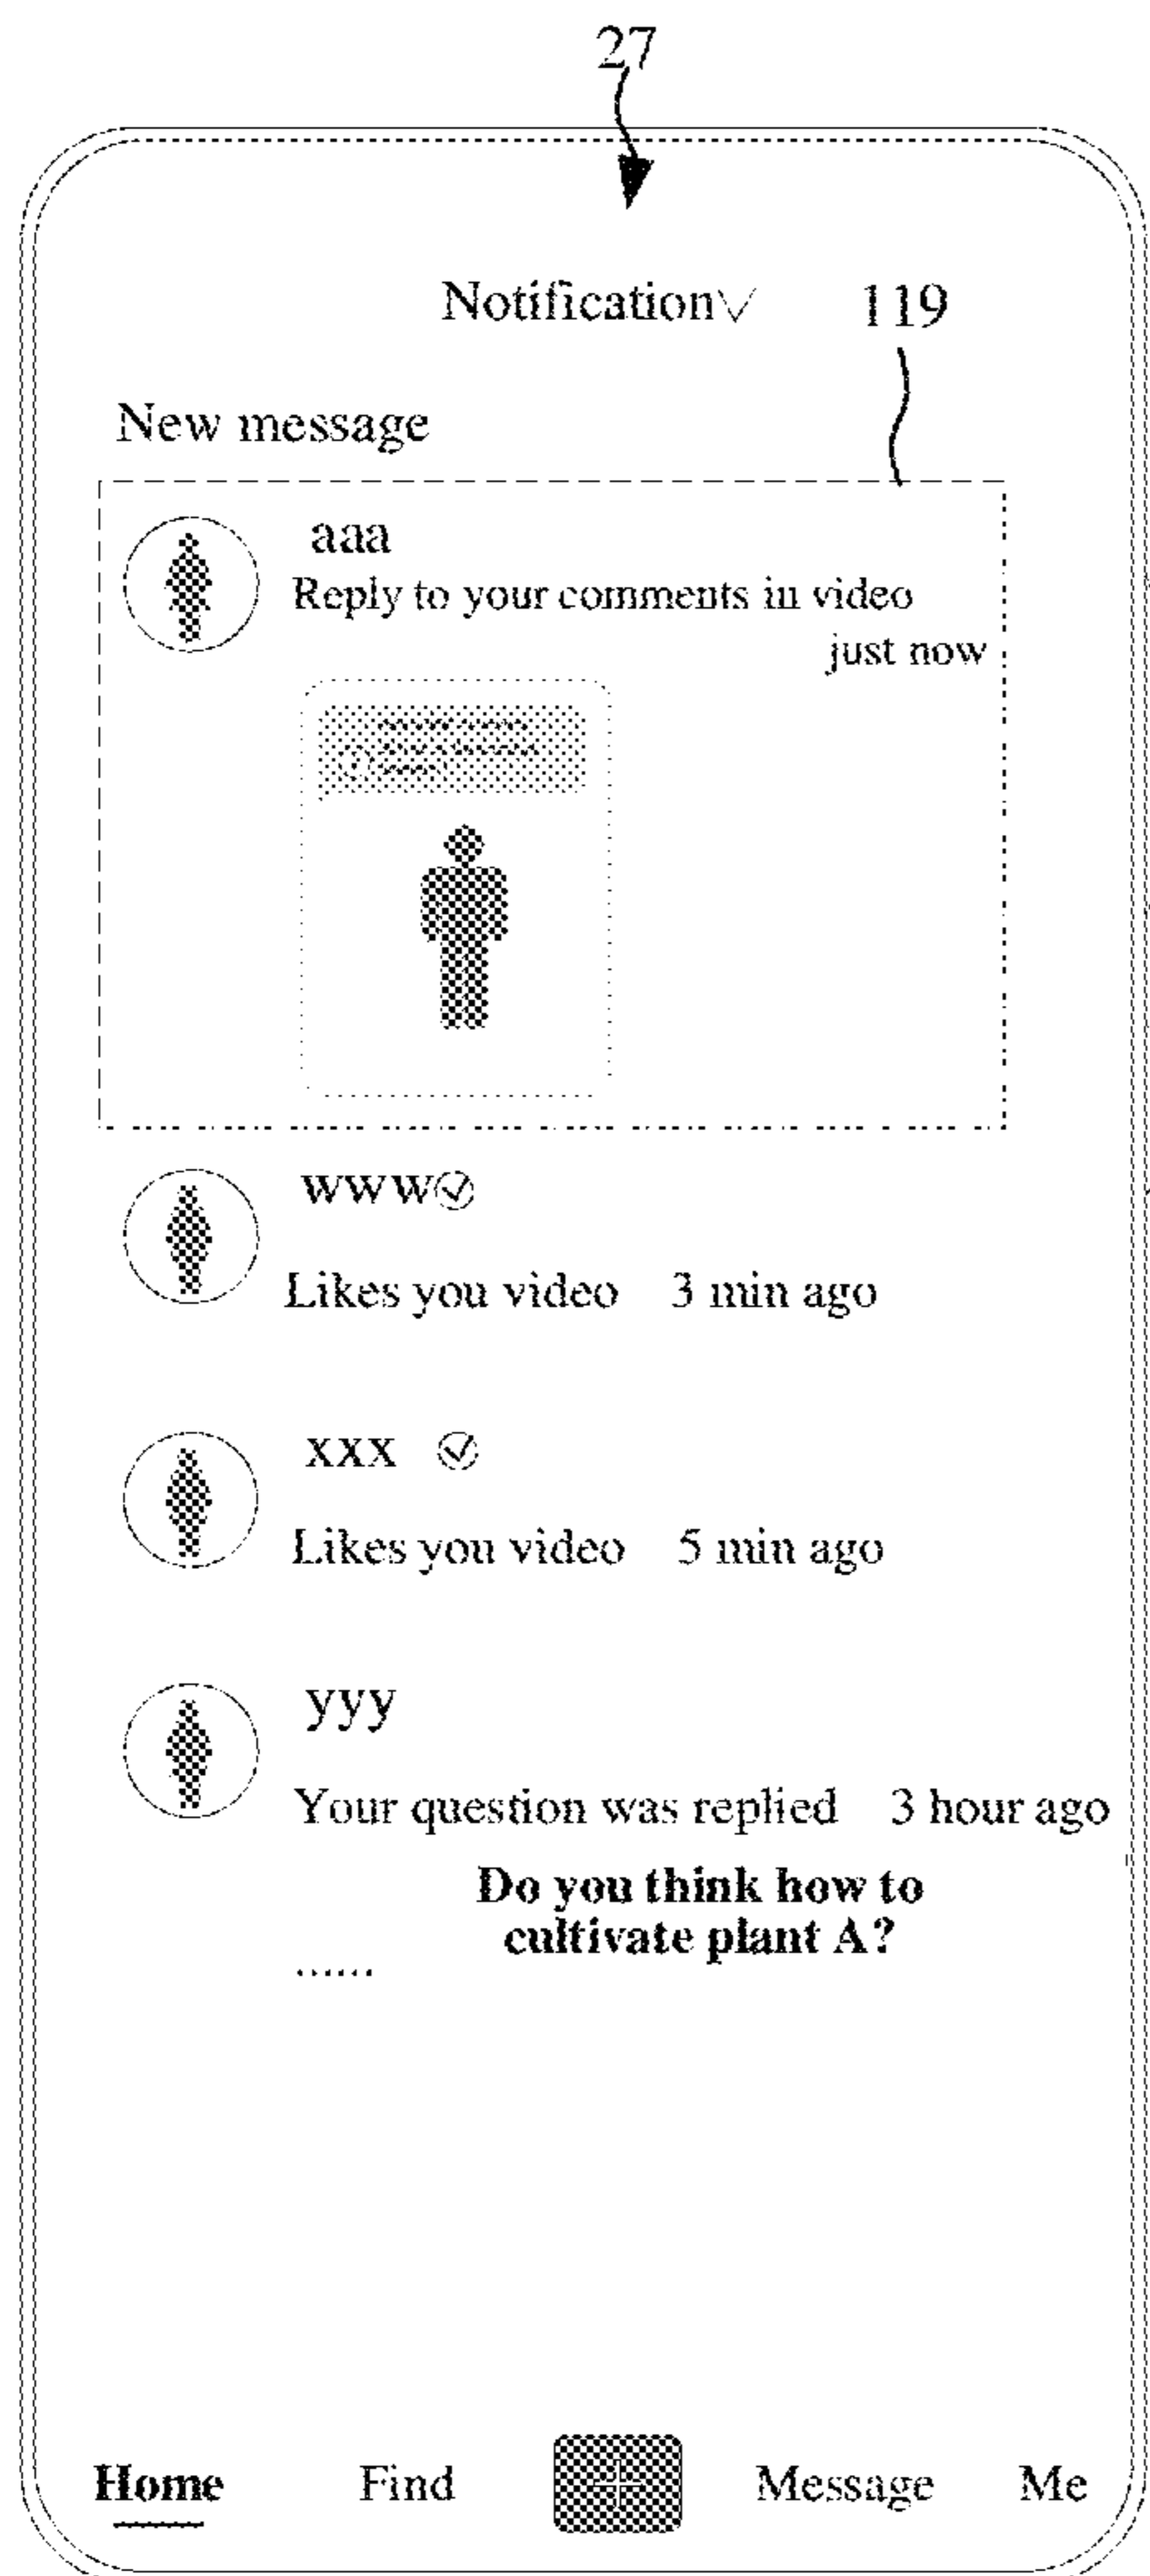 27
Notification
119
New message
aaa
Reply to your comments in video
just now
www
Likes you video 3 min ago
xxx
Likes you video 5 min ago
yyy
Your question was replied 3 hour ago
Do you think how to
cultivate plant A?
......
Home Find + Message Me